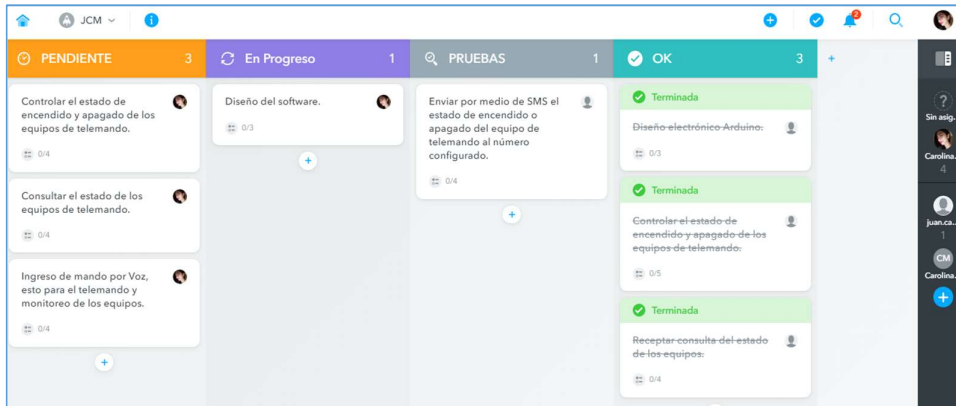 JCM
2
PENDIENTE 3
Controlar el estado de
encendido y apagado de los
equipos de telemando.
0/4
Consultar el estado de los
equipos de telemando.
0/4
Ingreso de mando por Voz,
esto para el telemando y
monitoreo de los equipos.
0/4
En Progreso 1
Diseño del software.
0/3
PRUEBAS 1
Enviar por medio de SMS el
estado de encendido o
apagado del equipo de
telemando al número
configurado.
0/4
OK 3
Terminada
Diseño electrónico Arduino.
0/3
Terminada
Controlar el estado de
encendido y apagado de los
equipos de telemando.
0/5
Terminada
Receptar consulta del estado
de los equipos.
0/4
Sin asig.
Carolina.
4
juan.ca..
1
CM
Carolina.